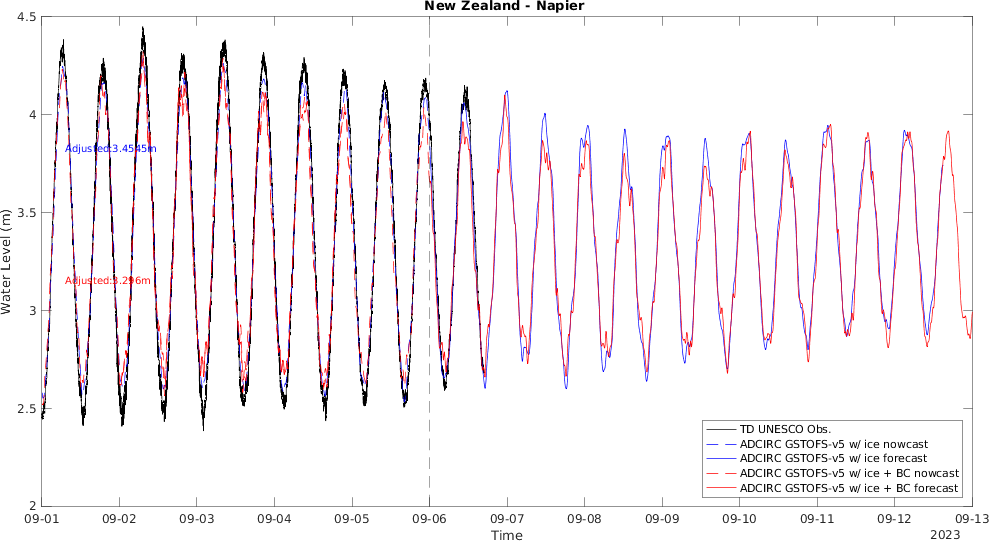 New Zealand - Napier
4.5
4
3.5
3
2.5
2
Water Level (m)
Adjusted:3.4545m
Adjusted:3.296m
TD UNESCO Obs.
ADCIRC GSTOFS-v5 w/ ice nowcast
ADCIRC GSTOFS-v5 w/ ice forecast
ADCIRC GSTOFS-v5 w/ ice + BC nowcast
ADCIRC GSTOFS-v5 w/ ice + BC forecast
09-01 09-02 09-03 09-04 09-05 09-06 09-07 09-08 09-09 09-10 09-11 09-12 09-13
Time
2023